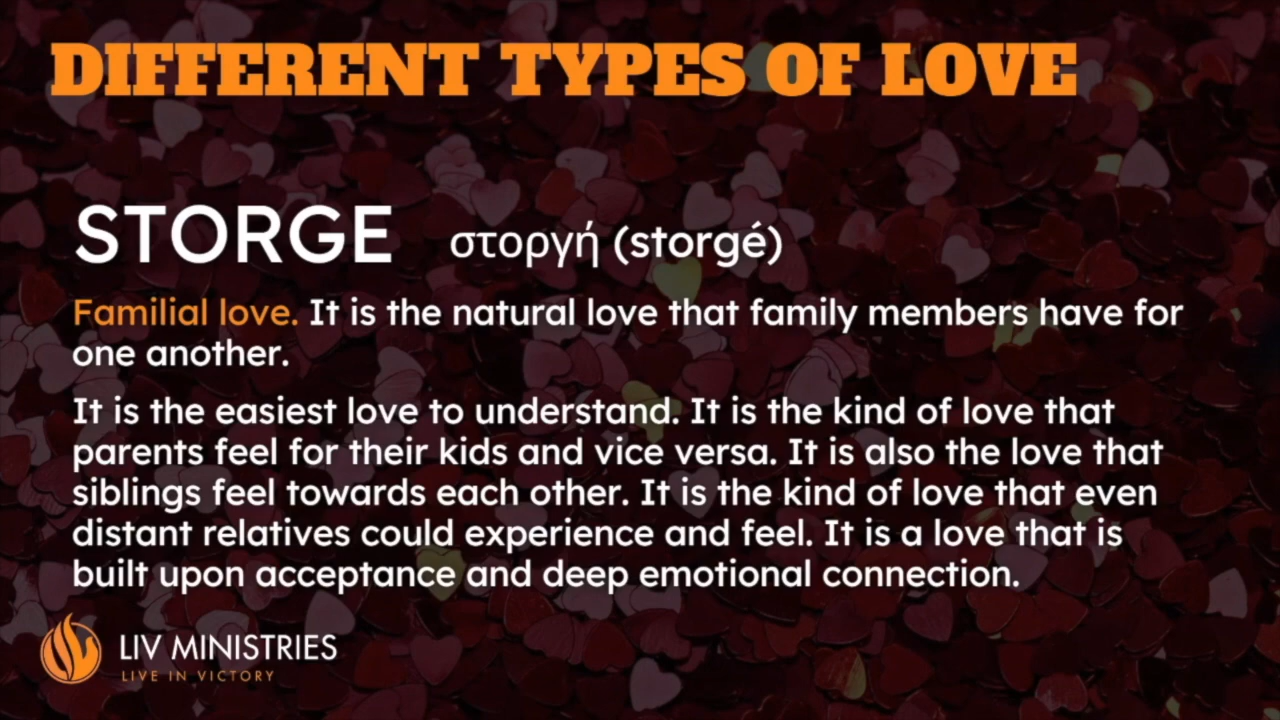 DIFFERENT TYPES OF LOVE
STORGE στοργή (storgé)
Familial love. It is the natural love that family members have for
one another.
It is the easiest love to understand. It is the kind of love that
parents feel for their kids and vice versa. It is also the love that
siblings feel towards each other. It is the kind of love that even
distant relatives could experience and feel. It is a love that is
built upon acceptance and deep emotional connection.
LIV MINISTRIES
LIVE IN VICTORY